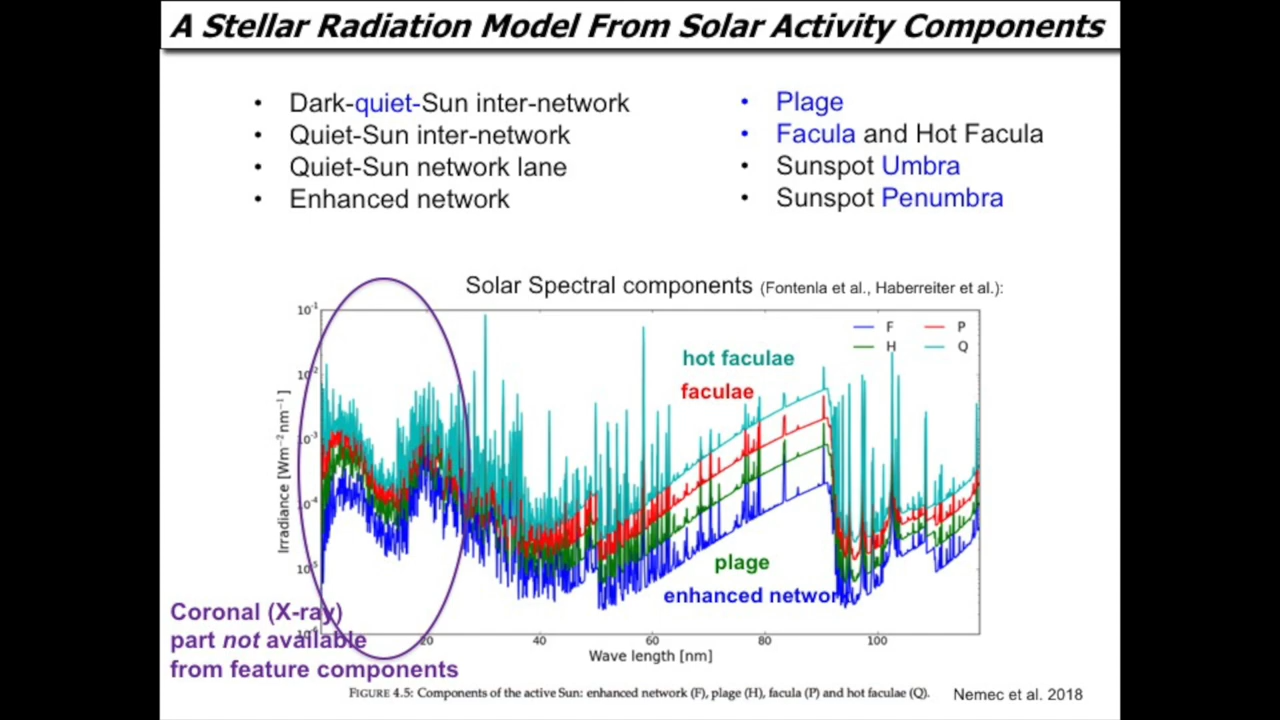 A Stellar Radiation Model From Solar Activity Components
• Dark-quiet-Sun inter-network
• Quiet-Sun inter-network
• Quiet-Sun network lane
• Enhanced network
• Plage
• Facula and Hot Facula
• Sunspot Umbra
• Sunspot Penumbra
Solar Spectral components (Fontenla et al., Haberreiter et al.):
10⁻¹
10⁻²
10⁻³
10⁻⁴
10⁻⁵
10⁻⁶
Irradiance [Wm⁻²nm⁻¹]
F P
H Q
hot faculae
faculae
plage
enhanced network
Coronal (X-ray)
part not available
from feature components
20 40 60 80 100
Wave length [nm]
FIGURE 4.5: Components of the active Sun: enhanced network (F), plage (H), facula (P) and hot faculae (Q).
Nemec et al. 2018